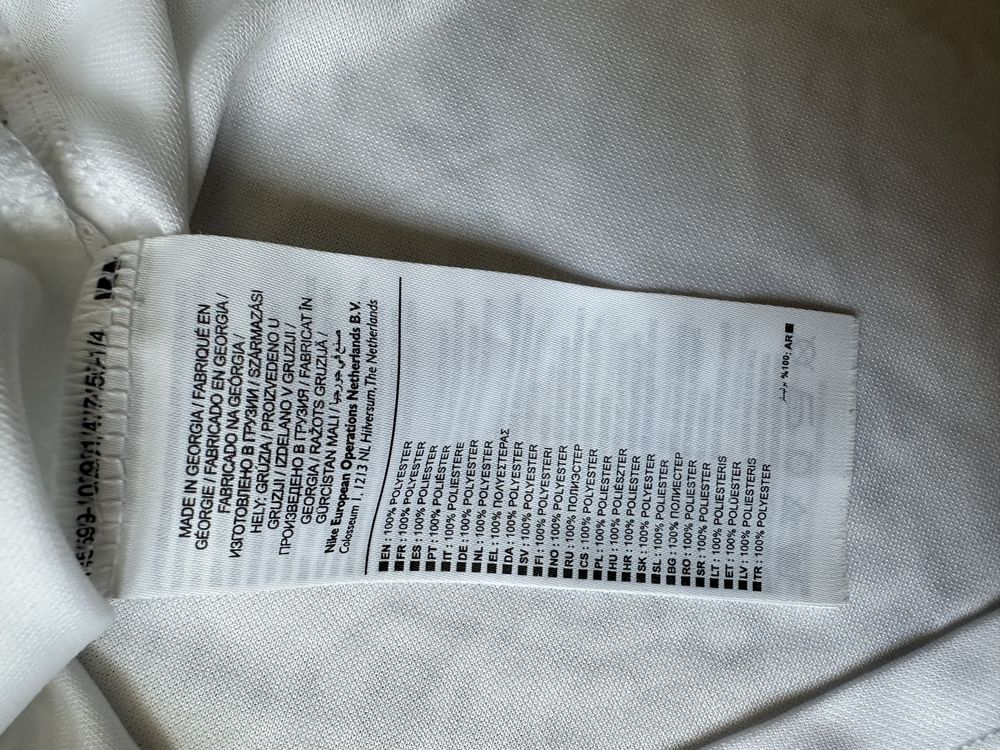 MADE IN GEORGIA / FABRIQUÉ EN
GÉORGIE / FABRICADO EN GEORGIA /
FABRICADO NA GEÓRGIA /
ИЗГОТОВЛЕНО В ГРУЗИИ / SZÁRMAZÁSI
HELY: GRÚZIA / PROIZVEDENO U
GRUZIJI / IZDELANO V GRUZIJI /
ПРОИЗВЕДЕНО В ГРУЗИЯ / FABRICAT ÎN
GEORGIA / RAŽOTS GRUZIJĀ /
GÜRCİSTAN MALI / صنع في جورجيا
Nike European Operations Netherlands B.V.
Colosseum 1, 1213 NL Hilversum, The Netherlands
EN : 100% POLYESTER
FR : 100% POLYESTER
ES : 100% POLIÉSTER
PT : 100% POLIÉSTER
IT : 100% POLIESTERE
DE : 100% POLYESTER
NL : 100% POLYESTER
EL : 100% ΠΟΛΥΕΣΤΕΡΑΣ
DA : 100% POLYESTER
SV : 100% POLYESTER
FI : 100% POLYESTERI
NO : 100% POLYESTER
RU : 100% ПОЛИЭСТЕР
CS : 100% POLYESTER
PL : 100% POLIESTER
HU : 100% POLIÉSZTER
HR : 100% POLIESTER
SK : 100% POLYESTER
SL : 100% POLIESTER
BG : 100% ПОЛИЕСТЕР
RO : 100% POLIESTER
SR : 100% POLIESTER
LT : 100% POLIESTERIS
ET : 100% POLÜESTER
LV : 100% POLIESTERIS
TR : 100% POLYESTER
AR :100%